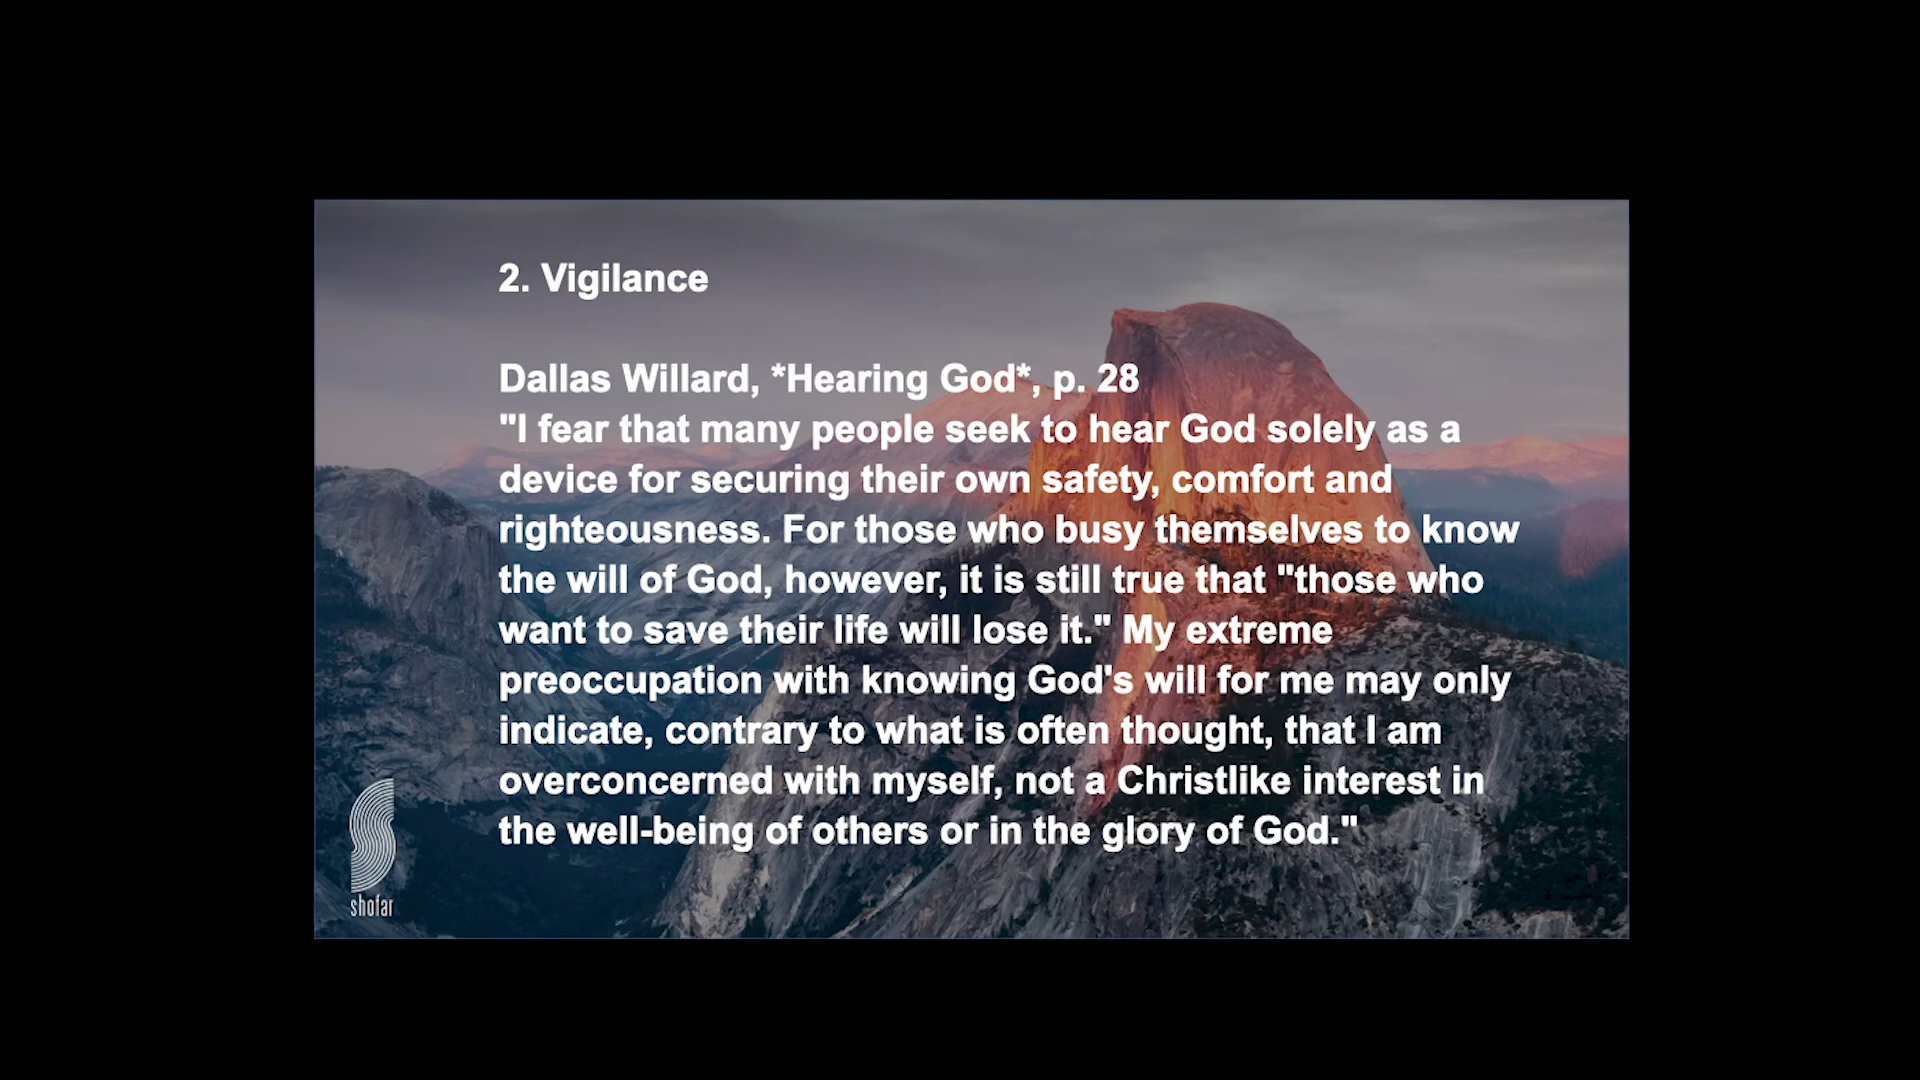 2. Vigilance
Dallas Willard, *Hearing God*, p. 28
"I fear that many people seek to hear God solely as a
device for securing their own safety, comfort and
righteousness. For those who busy themselves to know
the will of God, however, it is still true that "those who
want to save their life will lose it." My extreme
preoccupation with knowing God's will for me may only
indicate, contrary to what is often thought, that I am
overconcerned with myself, not a Christlike interest in
the well-being of others or in the glory of God."
shofar